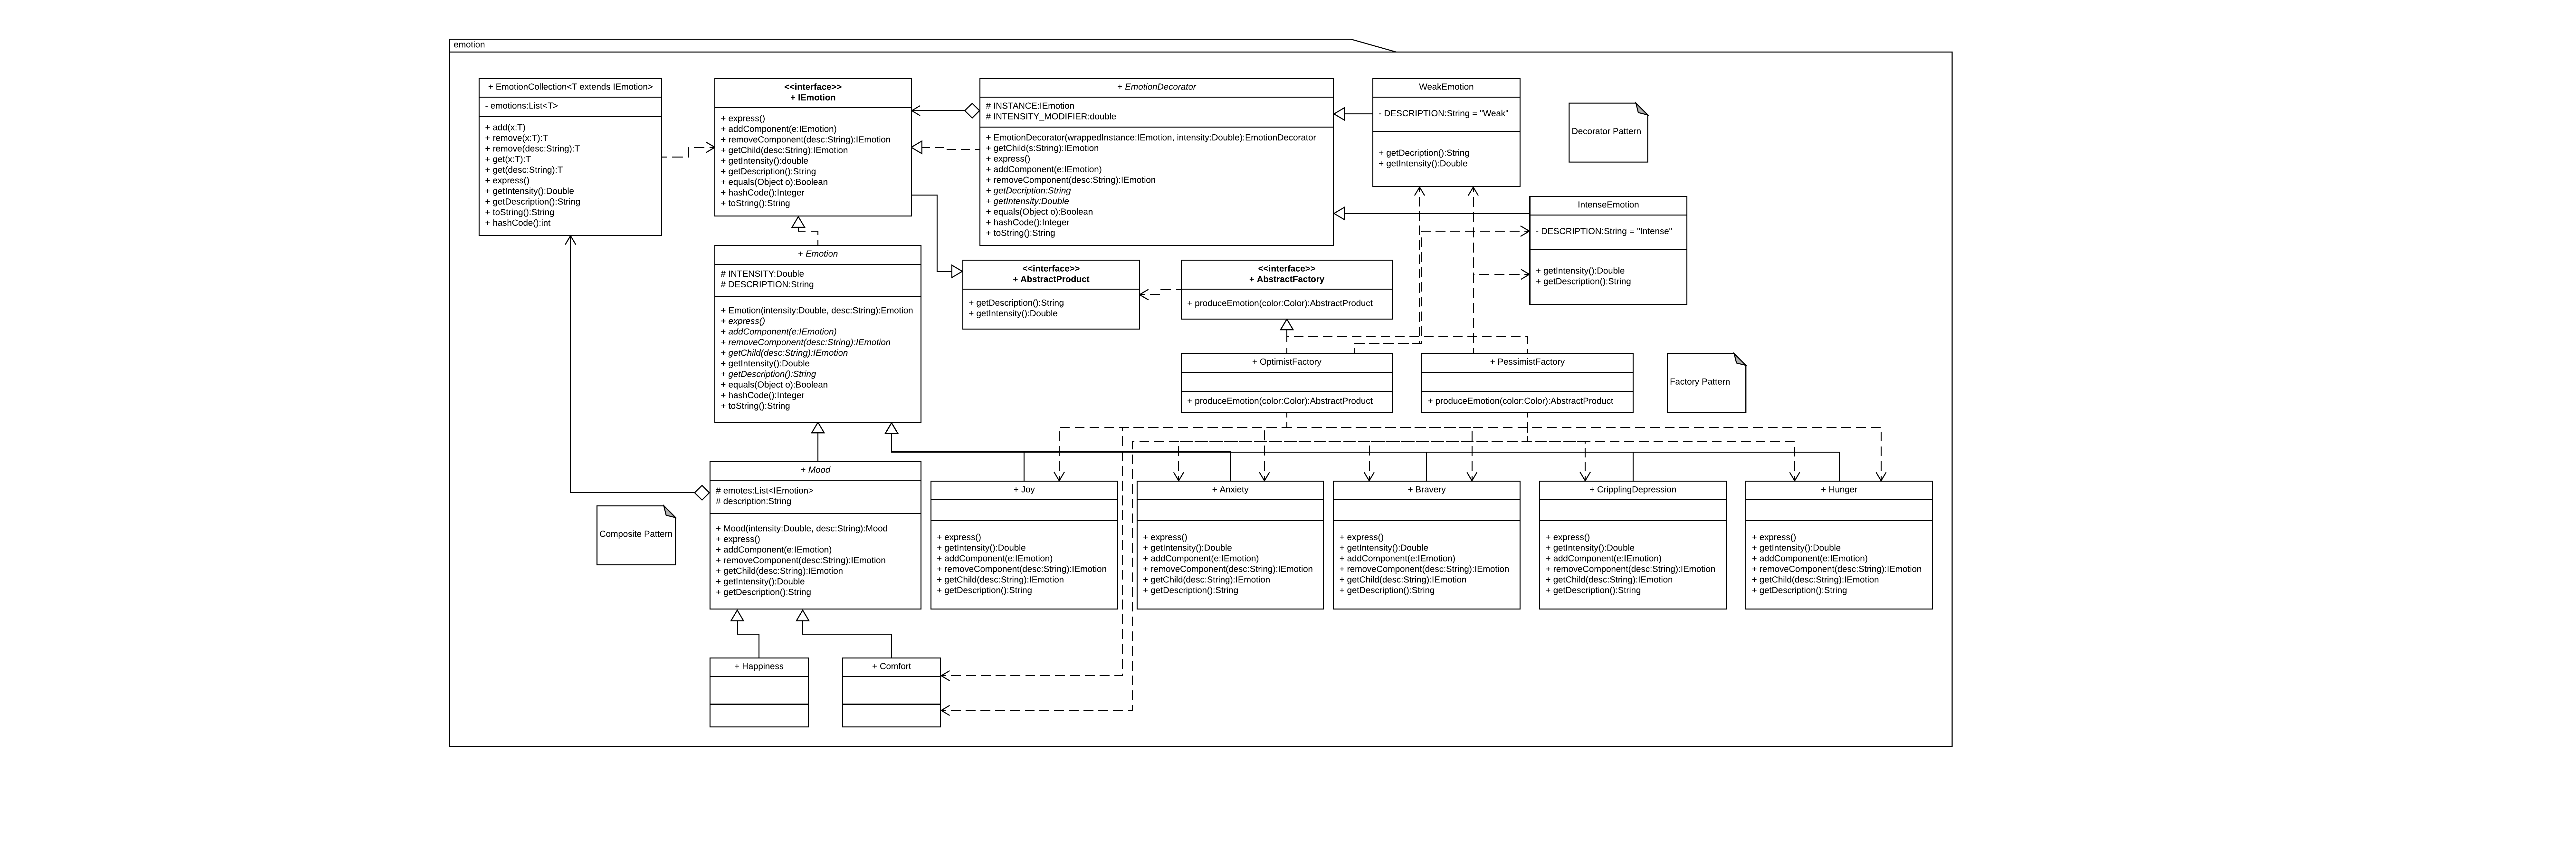 emotion
+ EmotionCollection<T extends IEmotion>
- emotions:List<T>
+ add(x:T)
+ remove(x:T):T
+ remove(desc:String):T
+ get(x:T):T
+ get(desc:String):T
+ express()
+ getIntensity():Double
+ getDescription():String
+ toString():String
+ hashCode():int
<<interface>>
+ IEmotion
+ express()
+ addComponent(e:IEmotion)
+ removeComponent(desc:String):IEmotion
+ getChild(desc:String):IEmotion
+ getIntensity():double
+ getDescription():String
+ equals(Object o):Boolean
+ hashCode():Integer
+ toString():String
+ EmotionDecorator
# INSTANCE:IEmotion
# INTENSITY_MODIFIER:double
+ EmotionDecorator(wrappedInstance:IEmotion, intensity:Double):EmotionDecorator
+ getChild(s:String):IEmotion
+ express()
+ addComponent(e:IEmotion)
+ removeComponent(desc:String):IEmotion
+ getDecription:String
+ getIntensity:Double
+ equals(Object o):Boolean
+ hashCode():Integer
+ toString():String
WeakEmotion
- DESCRIPTION:String = "Weak"
+ getDecription():String
+ getIntensity():Double
Decorator Pattern
IntenseEmotion
- DESCRIPTION:String = "Intense"
+ getIntensity():Double
+ getDescription():String
+ Emotion
# INTENSITY:Double
# DESCRIPTION:String
+ Emotion(intensity:Double, desc:String):Emotion
+ express()
+ addComponent(e:IEmotion)
+ removeComponent(desc:String):IEmotion
+ getChild(desc:String):IEmotion
+ getIntensity():Double
+ getDescription():String
+ equals(Object o):Boolean
+ hashCode():Integer
+ toString():String
<<interface>>
+ AbstractProduct
+ getDescription():String
+ getIntensity():Double
<<interface>>
+ AbstractFactory
+ produceEmotion(color:Color):AbstractProduct
+ OptimistFactory
+ produceEmotion(color:Color):AbstractProduct
+ PessimistFactory
+ produceEmotion(color:Color):AbstractProduct
Factory Pattern
+ Mood
# emotes:List<IEmotion>
# description:String
+ Mood(intensity:Double, desc:String):Mood
+ express()
+ addComponent(e:IEmotion)
+ removeComponent(desc:String):IEmotion
+ getChild(desc:String):IEmotion
+ getIntensity():Double
+ getDescription():String
Composite Pattern
+ Joy
+ express()
+ getIntensity():Double
+ addComponent(e:IEmotion)
+ removeComponent(desc:String):IEmotion
+ getChild(desc:String):IEmotion
+ getDescription():String
+ Anxiety
+ express()
+ getIntensity():Double
+ addComponent(e:IEmotion)
+ removeComponent(desc:String):IEmotion
+ getChild(desc:String):IEmotion
+ getDescription():String
+ Bravery
+ express()
+ getIntensity():Double
+ addComponent(e:IEmotion)
+ removeComponent(desc:String):IEmotion
+ getChild(desc:String):IEmotion
+ getDescription():String
+ CripplingDepression
+ express()
+ getIntensity():Double
+ addComponent(e:IEmotion)
+ removeComponent(desc:String):IEmotion
+ getChild(desc:String):IEmotion
+ getDescription():String
+ Hunger
+ express()
+ getIntensity():Double
+ addComponent(e:IEmotion)
+ removeComponent(desc:String):IEmotion
+ getChild(desc:String):IEmotion
+ getDescription():String
+ Happiness
+ Comfort